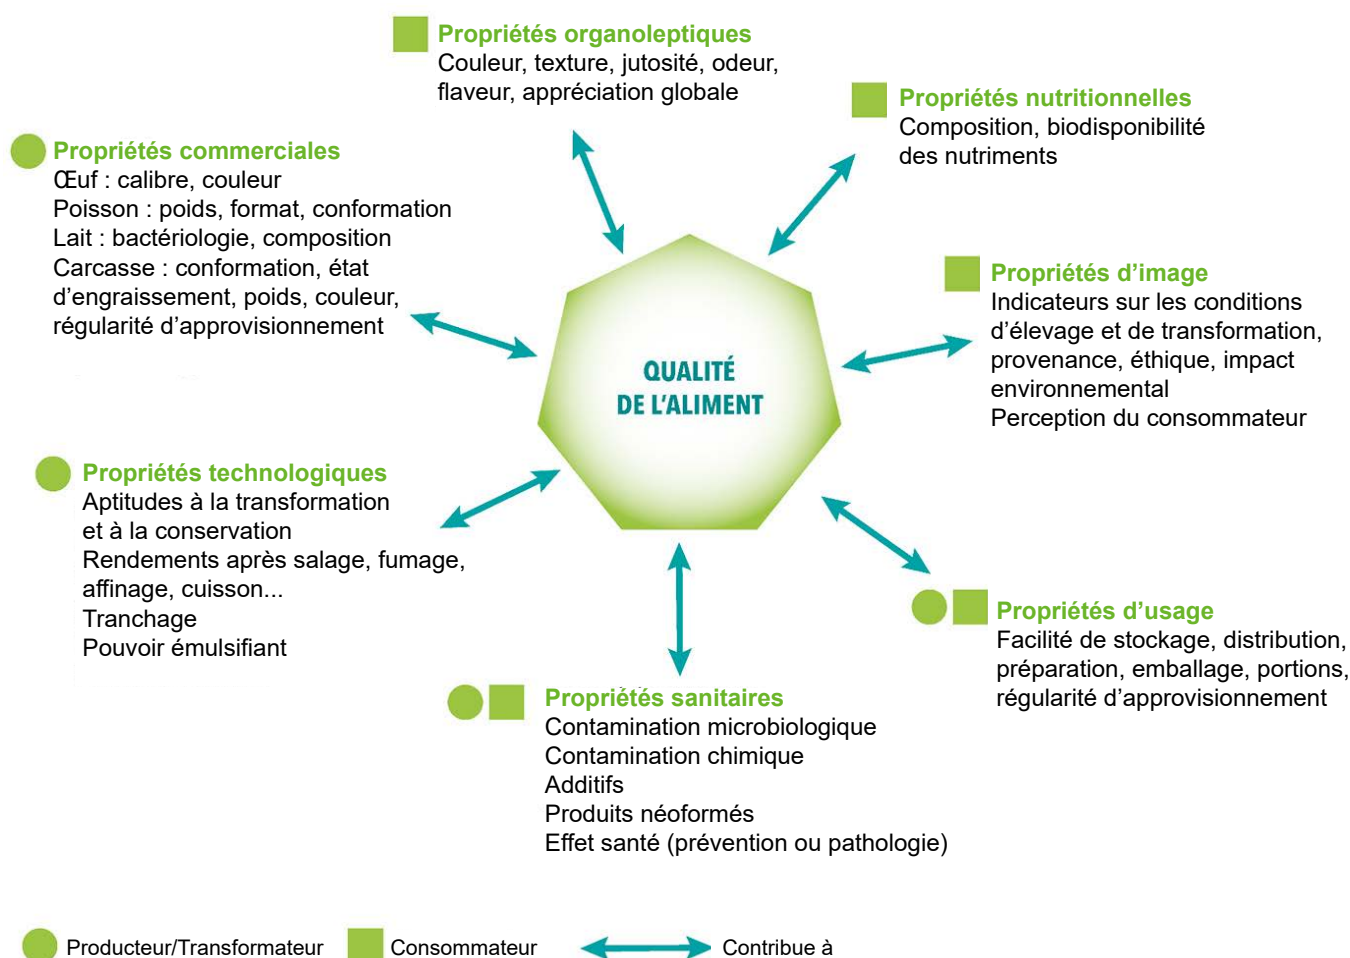 Propriétés organoleptiques
Couleur, texture, jutosité, odeur,
flaveur, appréciation globale
Propriétés nutritionnelles
Composition, biodisponibilité
des nutriments
Propriétés commerciales
Œuf : calibre, couleur
Poisson : poids, format, conformation
Lait : bactériologie, composition
Carcasse : conformation, état
d'engraissement, poids, couleur,
régularité d'approvisionnement
Propriétés d'image
Indicateurs sur les conditions
d'élevage et de transformation,
provenance, éthique, impact
environnemental
Perception du consommateur
QUALITÉ
DE L'ALIMENT
Propriétés technologiques
Aptitudes à la transformation
et à la conservation
Rendements après salage, fumage,
affinage, cuisson...
Tranchage
Pouvoir émulsifiant
Propriétés d'usage
Facilité de stockage, distribution,
préparation, emballage, portions,
régularité d'approvisionnement
Propriétés sanitaires
Contamination microbiologique
Contamination chimique
Additifs
Produits néoformés
Effet santé (prévention ou pathologie)
Producteur/Transformateur
Consommateur
Contribue à